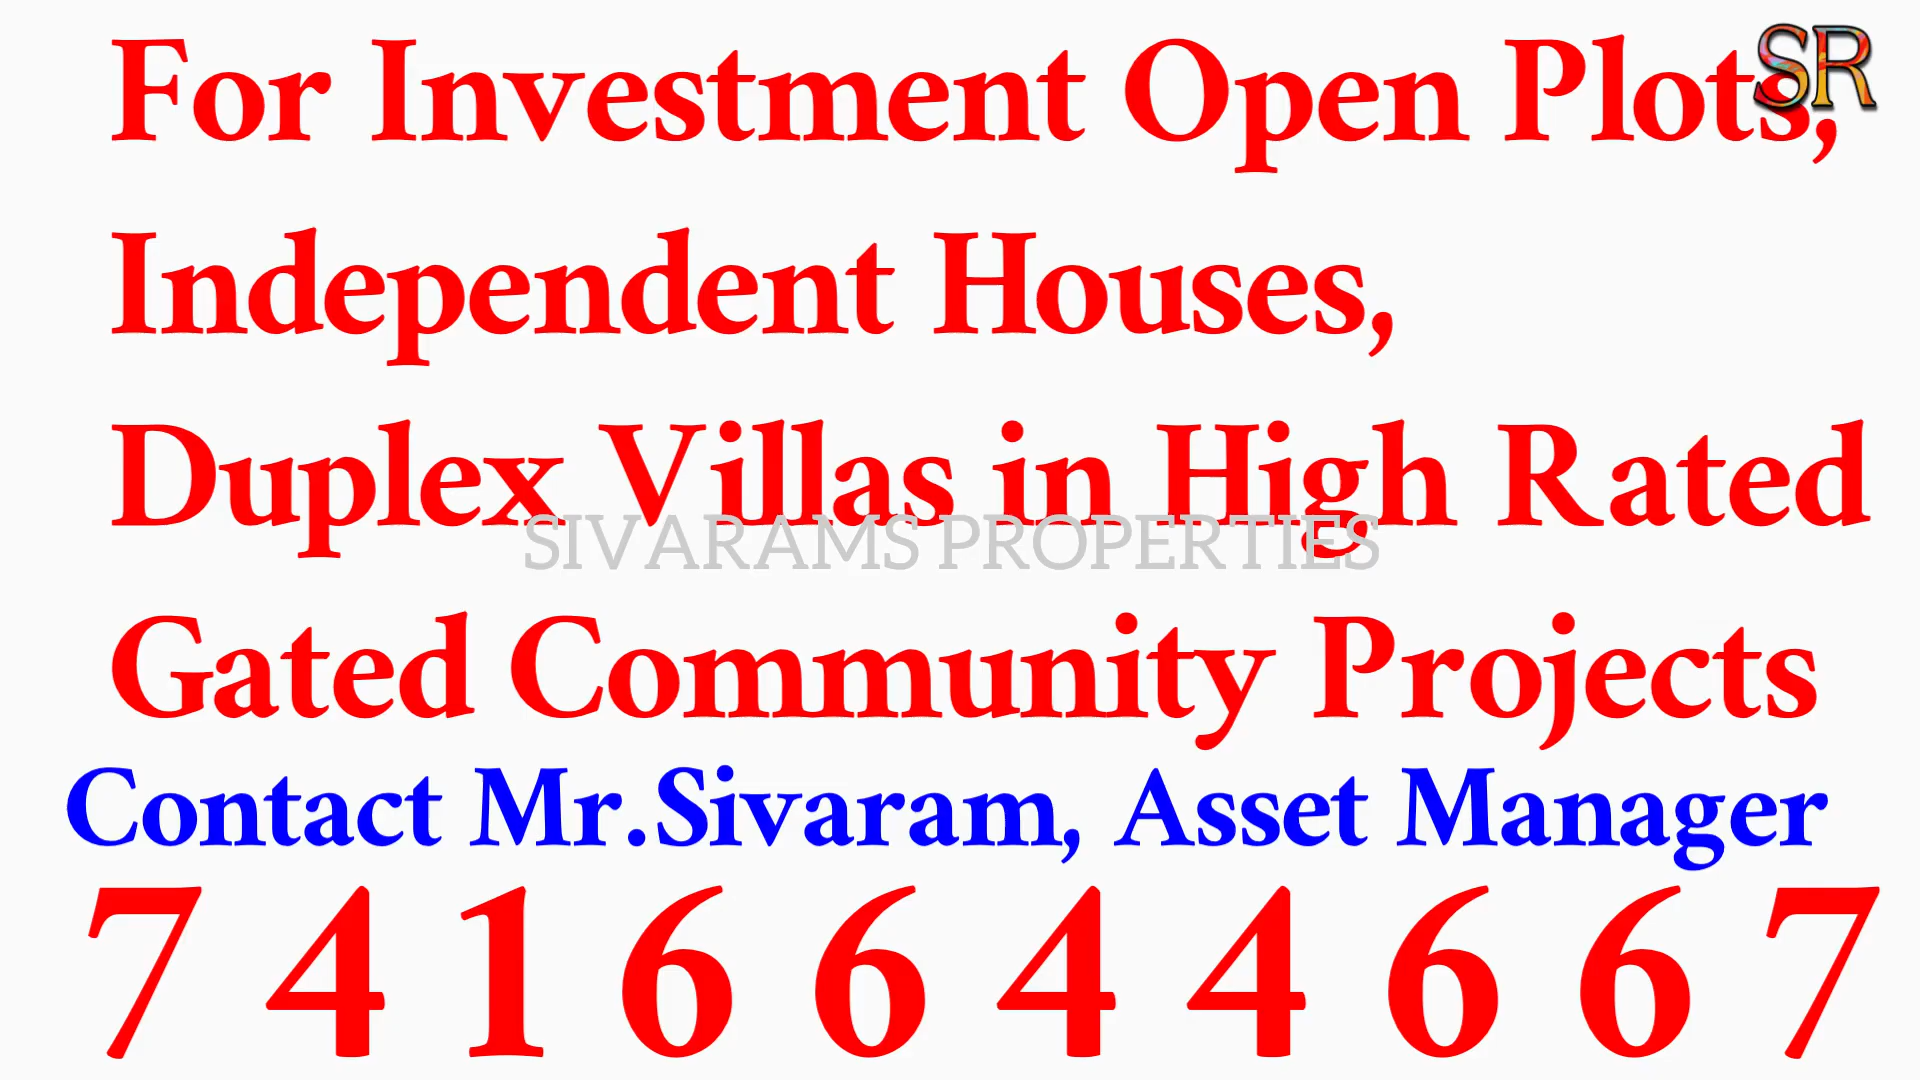 For Investment Open Plots,
SR
Independent Houses,
Duplex Villas in High Rated
SIVARAMS PROPERTIES
Gated Community Projects
Contact Mr.Sivaram, Asset Manager
7 4 1 6 6 4 4 6 6 7